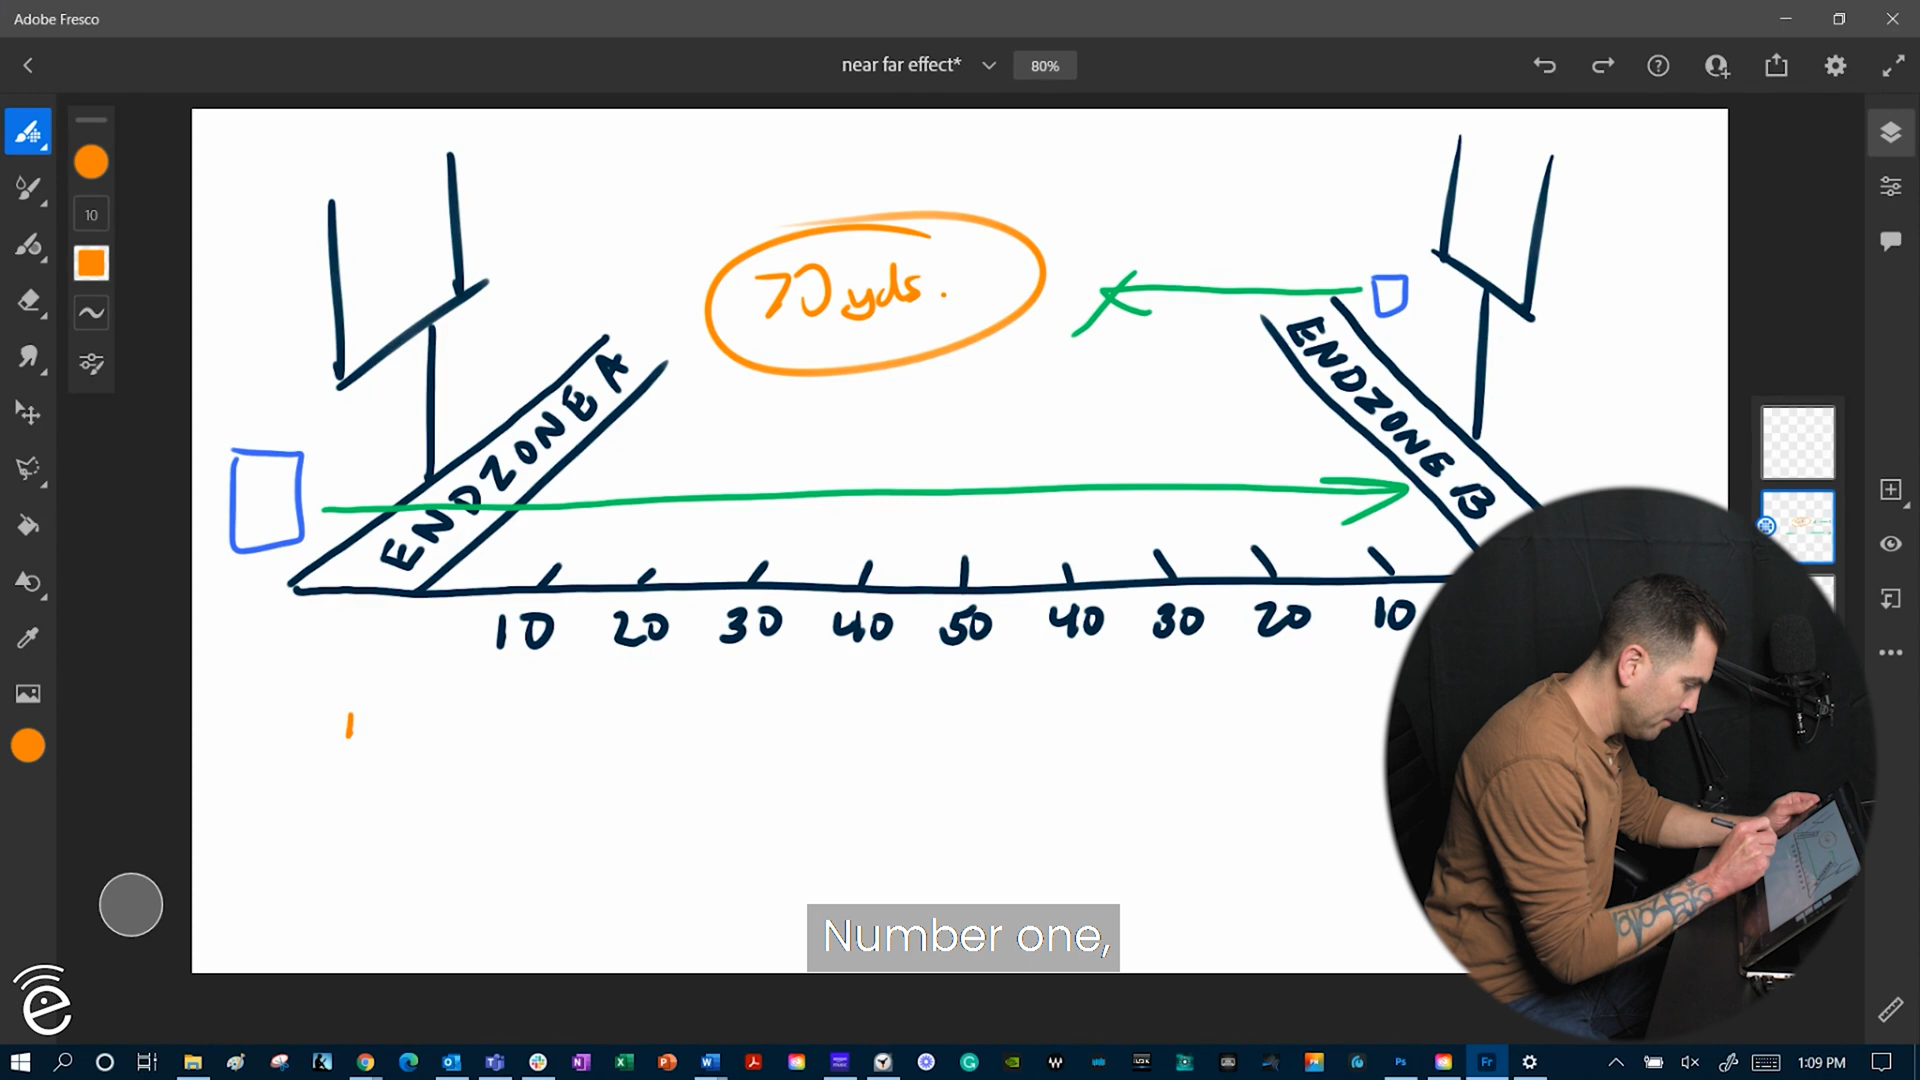 Adobe Fresco
near far effect*
80%
10
70 yds.
ENDZONE A
ENDZONE B
10 20 30 40 50 40 30 20 10
Number one,
1:09 PM